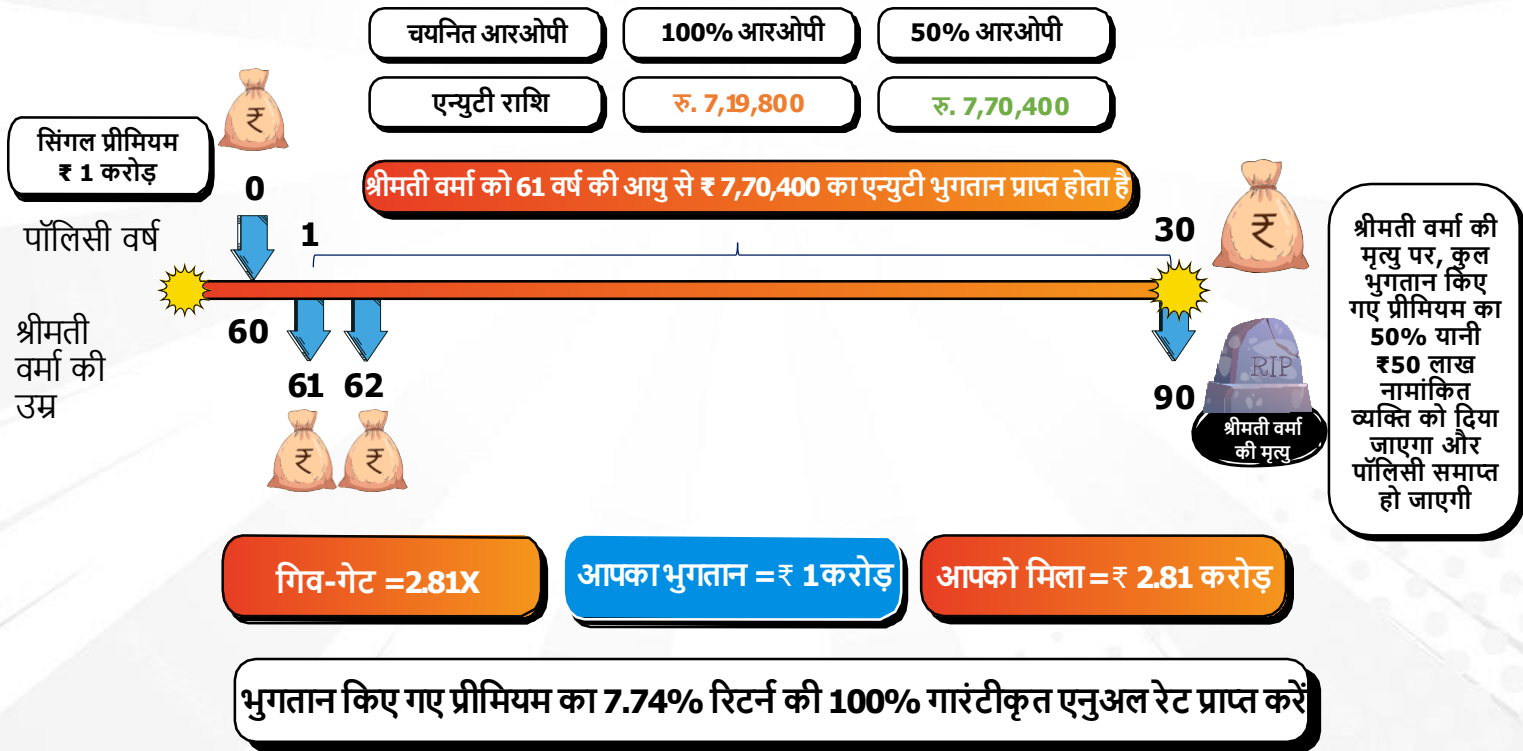 चयनित आरओपी
100% आरओपी
50% आरओपी
एन्युटी राशि
रु. 7,19,800
रु. 7,70,400
सिंगल प्रीमियम
₹ 1 करोड़
₹
0
श्रीमती वर्मा को 61 वर्ष की आयु से ₹ 7,70,400 का एन्युटी भुगतान प्राप्त होता है
पॉलिसी वर्ष
1
30
₹
श्रीमती
वर्मा की
उम्र
60
61
62
90
₹
₹
RIP
श्रीमती वर्मा
की मृत्यु
श्रीमती वर्मा की
मृत्यु पर, कुल
भुगतान किए
गए प्रीमियम का
50% यानी
₹50 लाख
नामांकित
व्यक्ति को दिया
जाएगा और
पॉलिसी समाप्त
हो जाएगी
गिव-गेट =2.81X
आपका भुगतान =₹ 1करोड़
आपको मिला=₹ 2.81 करोड़
भुगतान किए गए प्रीमियम का 7.74% रिटर्न की 100% गारंटीकृत एनुअल रेट प्राप्त करें